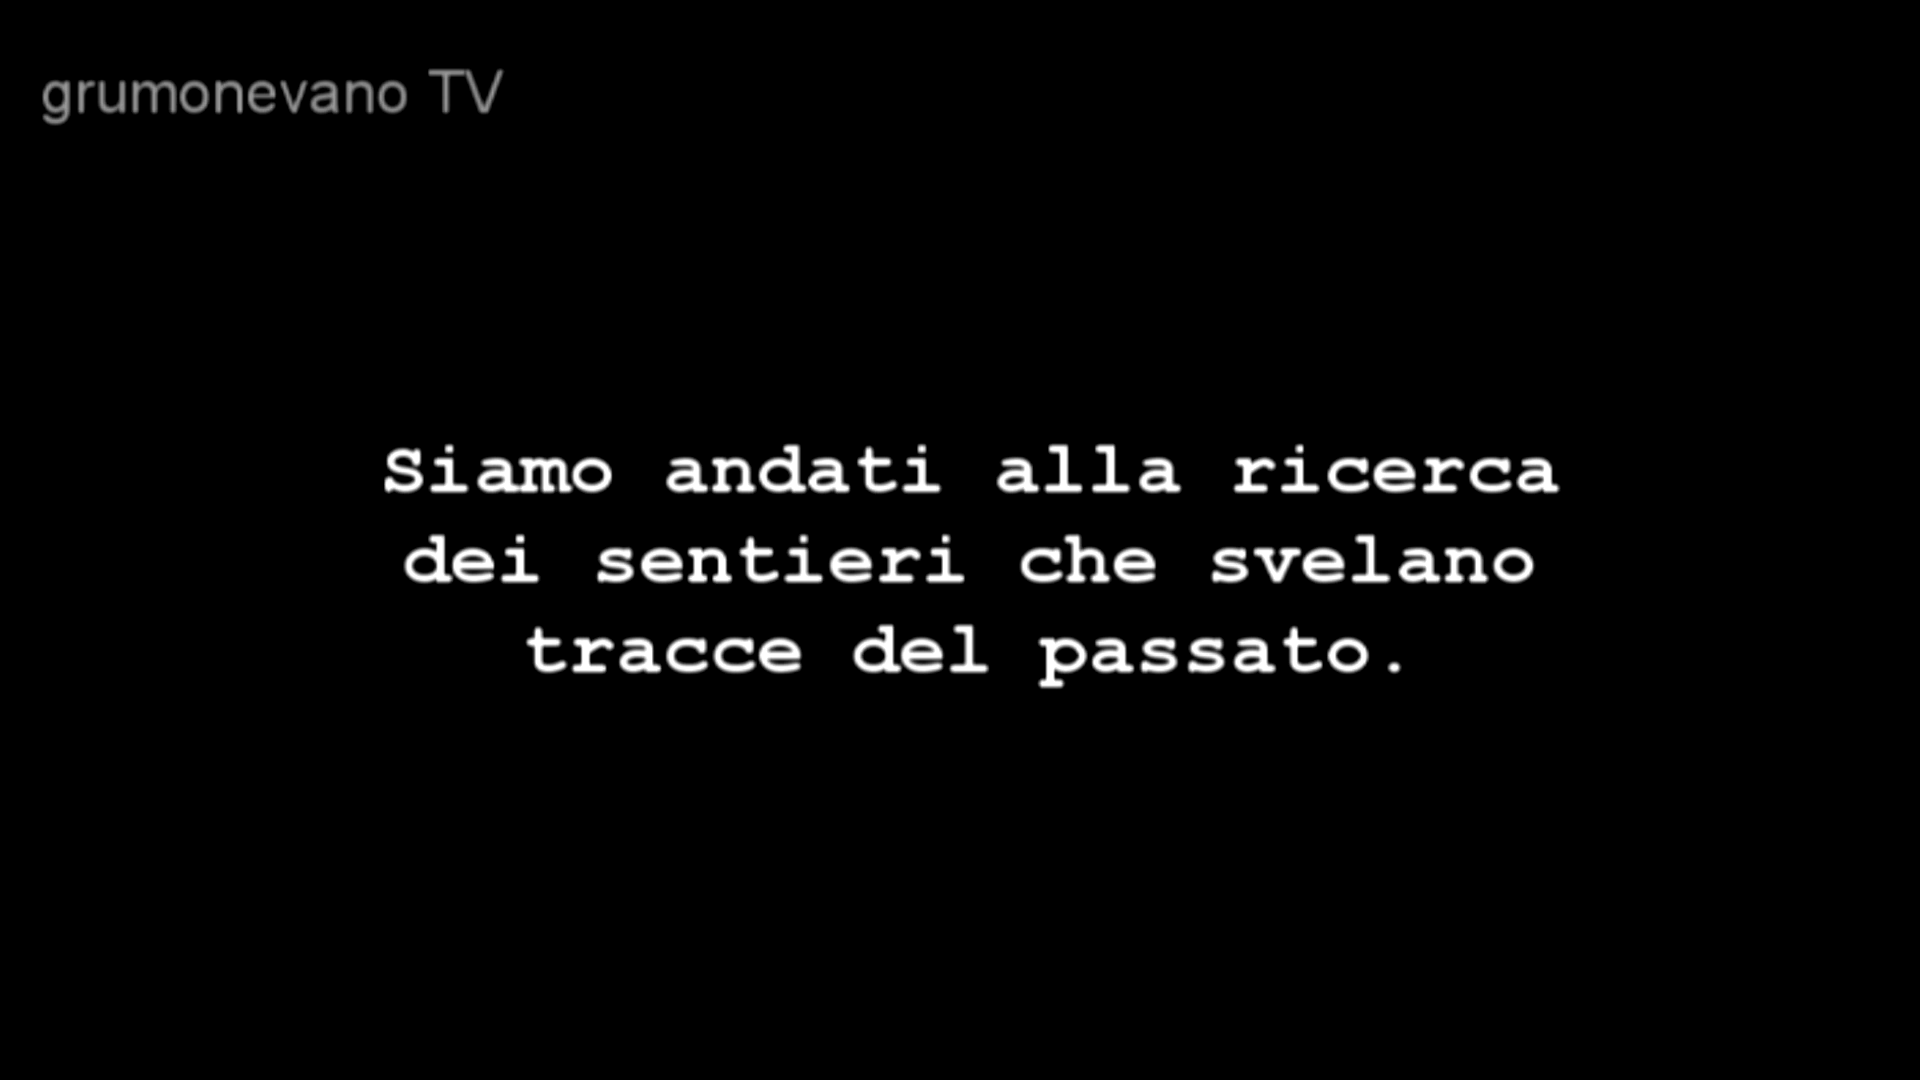 grumonevano TV
Siamo andati alla ricerca
dei sentieri che svelano
tracce del passato.